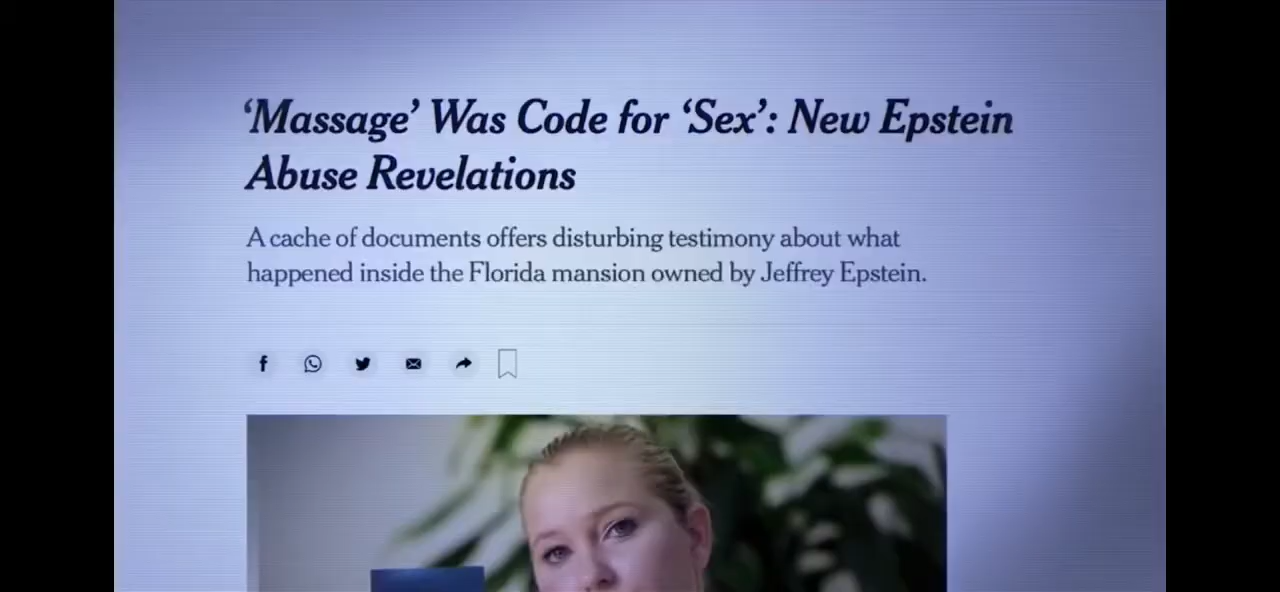 ‘Massage’ Was Code for ‘Sex’: New Epstein
Abuse Revelations
A cache of documents offers disturbing testimony about what
happened inside the Florida mansion owned by Jeffrey Epstein.